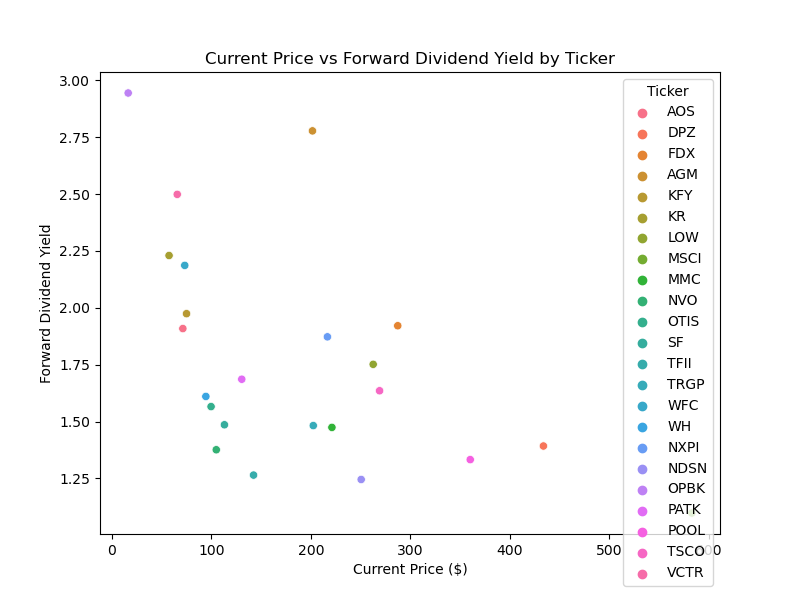 Current Price vs Forward Dividend Yield by Ticker
Forward Dividend Yield
3.00
2.75
2.50
2.25
2.00
1.75
1.50
1.25
0
100
200
300
400
500
Current Price ($)
Ticker
AOS
DPZ
FDX
AGM
KFY
KR
LOW
MSCI
MMC
NVO
OTIS
SF
TFII
TRGP
WFC
WH
NXPI
NDSN
OPBK
PATK
POOL
TSCO
VCTR